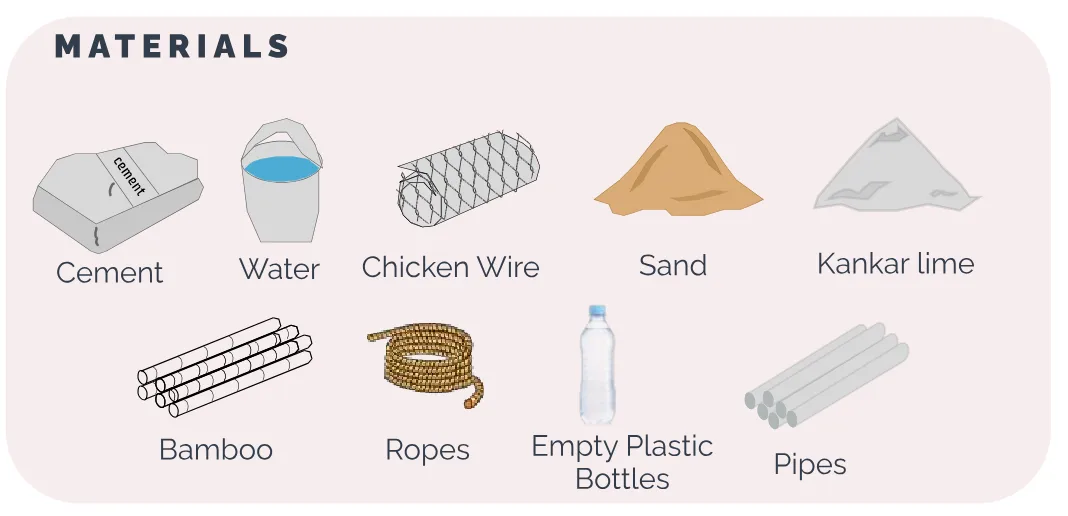 MATERIALS
cement
Cement
Water
Chicken Wire
Sand
Kankar lime
Bamboo
Ropes
Empty Plastic
Bottles
Pipes